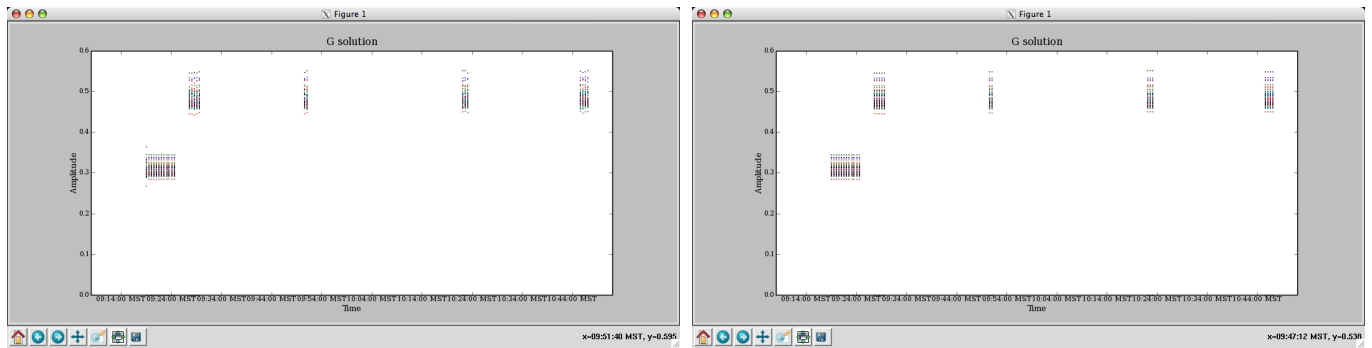 Figure 1
G solution
0.6
0.5
0.4
0.3
0.2
0.1
0.0
Amplitude
09:14:00 MST 09:24:00 MST 09:34:00 MST 09:44:00 MST 09:54:00 MST 10:04:00 MST 10:14:00 MST 10:24:00 MST 10:34:00 MST 10:44:00 MST
Time
x=09:51:40 MST, y=0.595
Figure 1
G solution
0.6
0.5
0.4
0.3
0.2
0.1
0.0
Amplitude
09:14:00 MST 09:24:00 MST 09:34:00 MST 09:44:00 MST 09:54:00 MST 10:04:00 MST 10:14:00 MST 10:24:00 MST 10:34:00 MST 10:44:00 MST
Time
x=09:47:12 MST, y=0.538